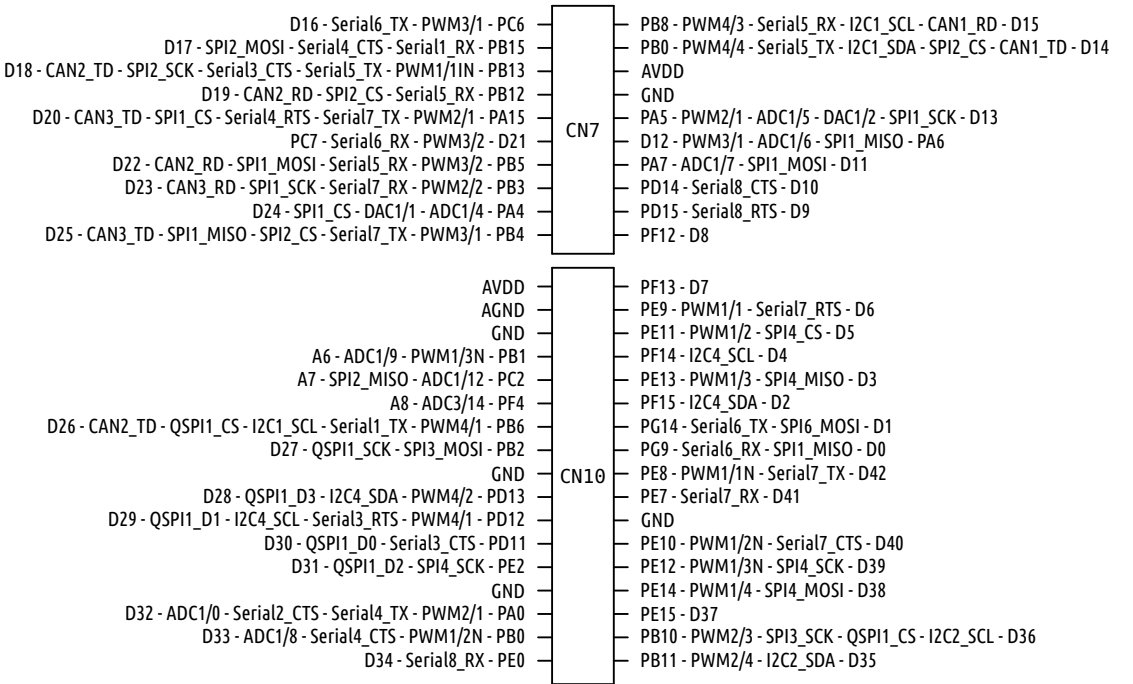 D16 - Serial6_TX - PWM3/1 - PC6
D17 - SPI2_MOSI - Serial4_CTS - Serial1_RX - PB15
D18 - CAN2_TD - SPI2_SCK - Serial3_CTS - Serial5_TX - PWM1/1IN - PB13
D19 - CAN2_RD - SPI2_CS - Serial5_RX - PB12
D20 - CAN3_TD - SPI1_CS - Serial4_RTS - Serial7_TX - PWM2/1 - PA15
PC7 - Serial6_RX - PWM3/2 - D21
D22 - CAN2_RD - SPI1_MOSI - Serial5_RX - PWM3/2 - PB5
D23 - CAN3_RD - SPI1_SCK - Serial7_RX - PWM2/2 - PB3
D24 - SPI1_CS - DAC1/1 - ADC1/4 - PA4
D25 - CAN3_TD - SPI1_MISO - SPI2_CS - Serial7_TX - PWM3/1 - PB4
CN7
PB8 - PWM4/3 - Serial5_RX - I2C1_SCL - CAN1_RD - D15
PB0 - PWM4/4 - Serial5_TX - I2C1_SDA - SPI2_CS - CAN1_TD - D14
AVDD
GND
PA5 - PWM2/1 - ADC1/5 - DAC1/2 - SPI1_SCK - D13
D12 - PWM3/1 - ADC1/6 - SPI1_MISO - PA6
PA7 - ADC1/7 - SPI1_MOSI - D11
PD14 - Serial8_CTS - D10
PD15 - Serial8_RTS - D9
PF12 - D8
AVDD
AGND
GND
A6 - ADC1/9 - PWM1/3N - PB1
A7 - SPI2_MISO - ADC1/12 - PC2
A8 - ADC3/14 - PF4
D26 - CAN2_TD - QSPI1_CS - I2C1_SCL - Serial1_TX - PWM4/1 - PB6
D27 - QSPI1_SCK - SPI3_MOSI - PB2
GND
D28 - QSPI1_D3 - I2C4_SDA - PWM4/2 - PD13
D29 - QSPI1_D1 - I2C4_SCL - Serial3_RTS - PWM4/1 - PD12
D30 - QSPI1_D0 - Serial3_CTS - PD11
D31 - QSPI1_D2 - SPI4_SCK - PE2
GND
D32 - ADC1/0 - Serial2_CTS - Serial4_TX - PWM2/1 - PA0
D33 - ADC1/8 - Serial4_CTS - PWM1/2N - PB0
D34 - Serial8_RX - PE0
CN10
PF13 - D7
PE9 - PWM1/1 - Serial7_RTS - D6
PE11 - PWM1/2 - SPI4_CS - D5
PF14 - I2C4_SCL - D4
PE13 - PWM1/3 - SPI4_MISO - D3
PF15 - I2C4_SDA - D2
PG14 - Serial6_TX - SPI6_MOSI - D1
PG9 - Serial6_RX - SPI1_MISO - D0
PE8 - PWM1/1N - Serial7_TX - D42
PE7 - Serial7_RX - D41
GND
PE10 - PWM1/2N - Serial7_CTS - D40
PE12 - PWM1/3N - SPI4_SCK - D39
PE14 - PWM1/4 - SPI4_MOSI - D38
PE15 - D37
PB10 - PWM2/3 - SPI3_SCK - QSPI1_CS - I2C2_SCL - D36
PB11 - PWM2/4 - I2C2_SDA - D35